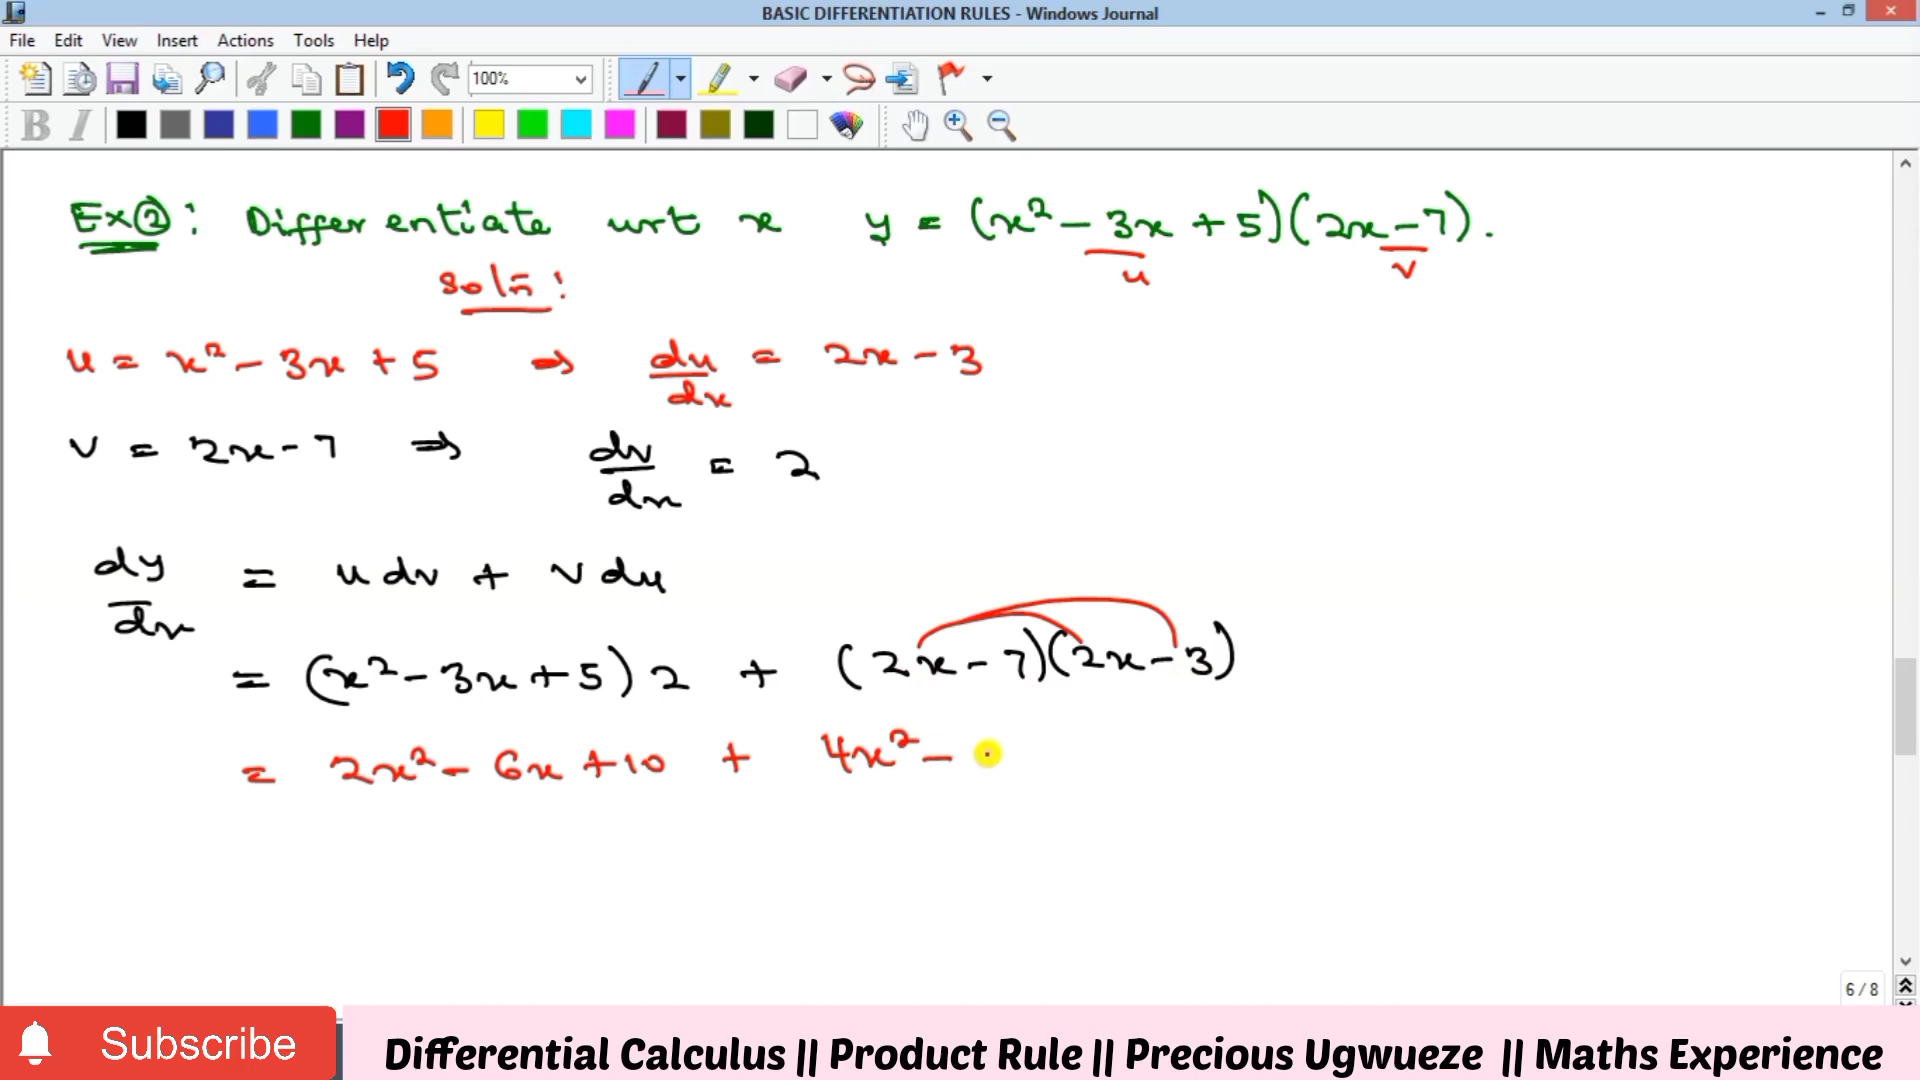 BASIC DIFFERENTIATION RULES - Windows Journal
File Edit View Insert Actions Tools Help
100%
B I
Ex②: Differentiate wrt x y = (x² - 3x + 5)(2x - 7).
u v
soln:
u = x² - 3x + 5 ⇒ du/dx = 2x - 3
v = 2x - 7 ⇒ dv/dx = 2
dy/dx = u dv + v du
= (x² - 3x + 5) 2 + (2x - 7)(2x - 3)
= 2x² - 6x + 10 + 4x² -
6 / 8
Subscribe
Differential Calculus || Product Rule || Precious Ugwueze || Maths Experience